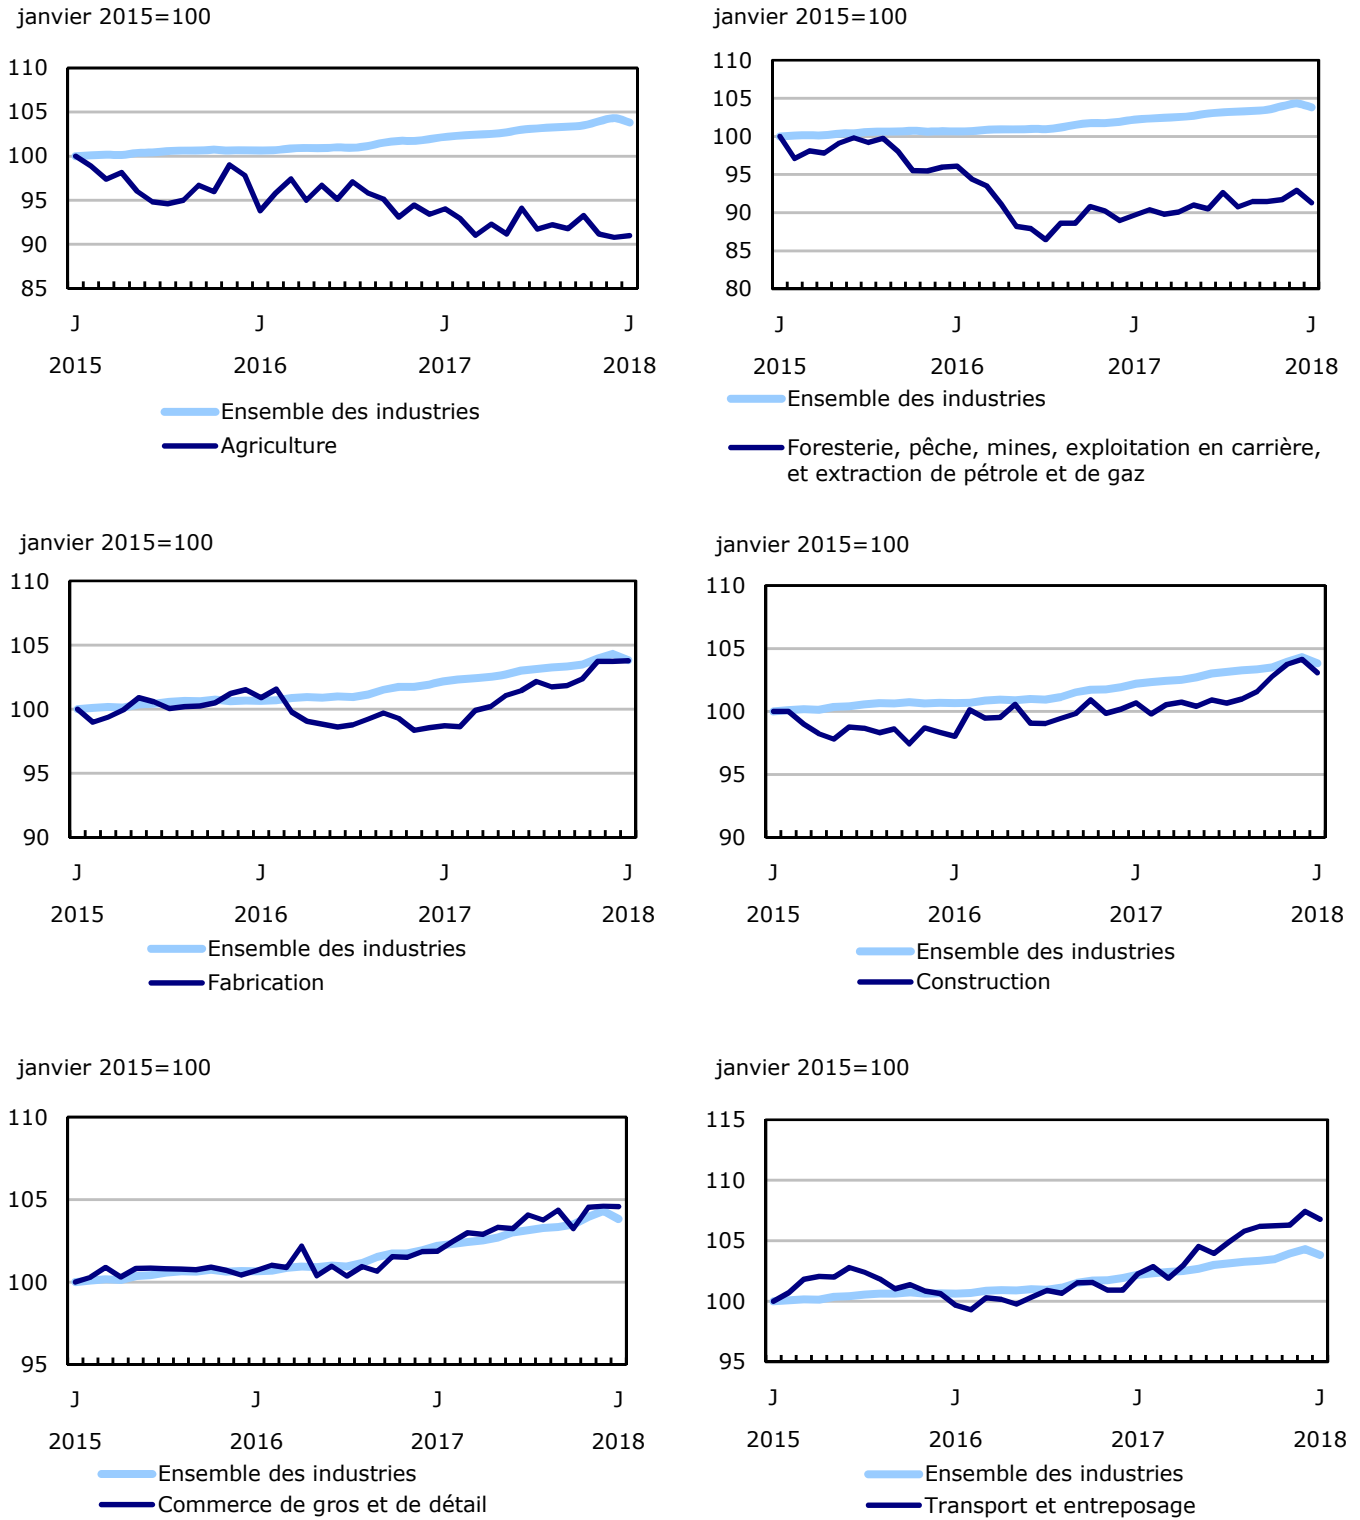 janvier 2015=100
110
105
100
95
90
85
J
J
J
J
2015
2016
2017
2018
Ensemble des industries
Agriculture
janvier 2015=100
110
105
100
95
90
85
80
J
J
J
J
2015
2016
2017
2018
Ensemble des industries
Foresterie, pêche, mines, exploitation en carrière,
et extraction de pétrole et de gaz
janvier 2015=100
110
105
100
95
90
J
J
J
J
2015
2016
2017
2018
Ensemble des industries
Fabrication
janvier 2015=100
110
105
100
95
90
J
J
J
J
2015
2016
2017
2018
Ensemble des industries
Construction
janvier 2015=100
110
105
100
95
J
J
J
J
2015
2016
2017
2018
Ensemble des industries
Commerce de gros et de détail
janvier 2015=100
115
110
105
100
95
J
J
J
J
2015
2016
2017
2018
Ensemble des industries
Transport et entreposage